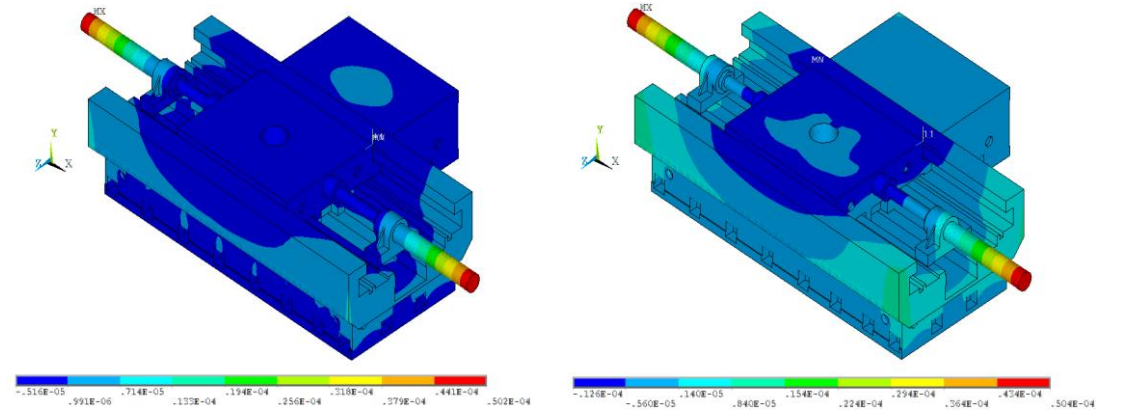 MX
Y
Z X
-.516E-05 .714E-05 .194E-04 .318E-04 .441E-04
.991E-06 .133E-04 .256E-04 .379E-04 .502E-04
MX
MN
11
Y
Z X
-.126E-04 .140E-05 .154E-04 .294E-04 .434E-04
-.560E-05 .840E-05 .224E-04 .364E-04 .504E-04